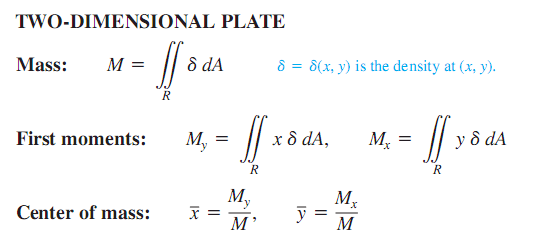 TWO-DIMENSIONAL PLATE
Mass: M = ∬_R δ dA δ = δ(x, y) is the density at (x, y).
First moments: M_y = ∬_R x δ dA, M_x = ∬_R y δ dA
Center of mass: x̄ = M_y/M, ȳ = M_x/M